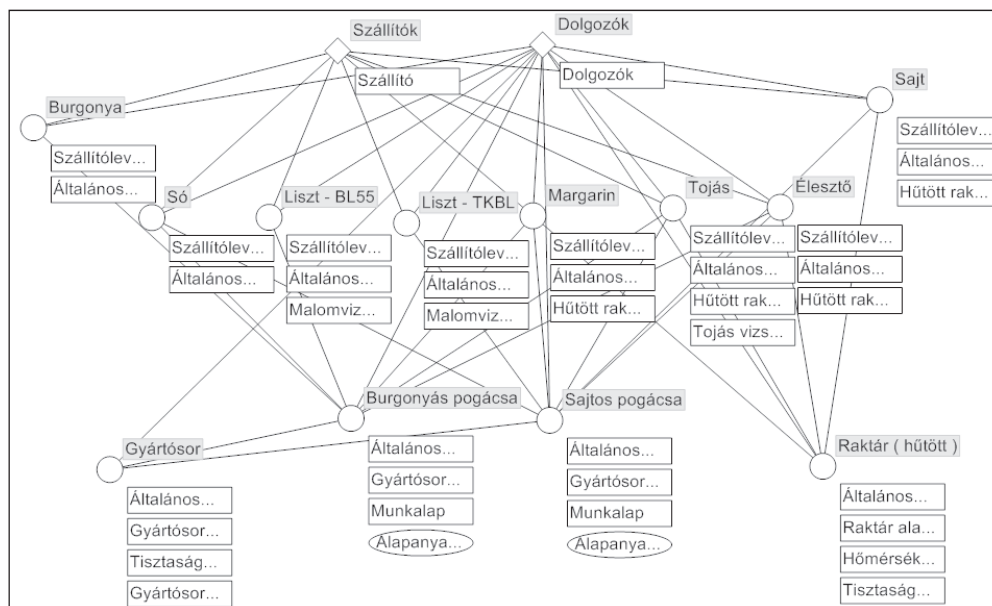 Szállítók
Dolgozók
Szállító
Dolgozók
Burgonya
Sajt
Szállítólev...
Általános...
Szállítólev...
Általános...
Hűtött rak...
Só
Liszt - BL55
Liszt - TKBL
Margarin
Tojás
Élesztő
Szállítólev...
Általános...
Szállítólev...
Általános...
Malomviz...
Szállítólev...
Általános...
Malomviz...
Szállítólev...
Általános...
Hűtött rak...
Szállítólev...
Általános...
Hűtött rak...
Tojás vizs...
Szállítólev...
Általános...
Hűtött rak...
Gyártósor
Burgonyás pogácsa
Sajtos pogácsa
Raktár ( hűtött )
Általános...
Gyártósor...
Tisztaság...
Gyártósor...
Általános...
Gyártósor...
Munkalap
Alapanya...
Általános...
Gyártósor...
Munkalap
Alapanya...
Általános...
Raktár ala...
Hőmérsék...
Tisztaság...